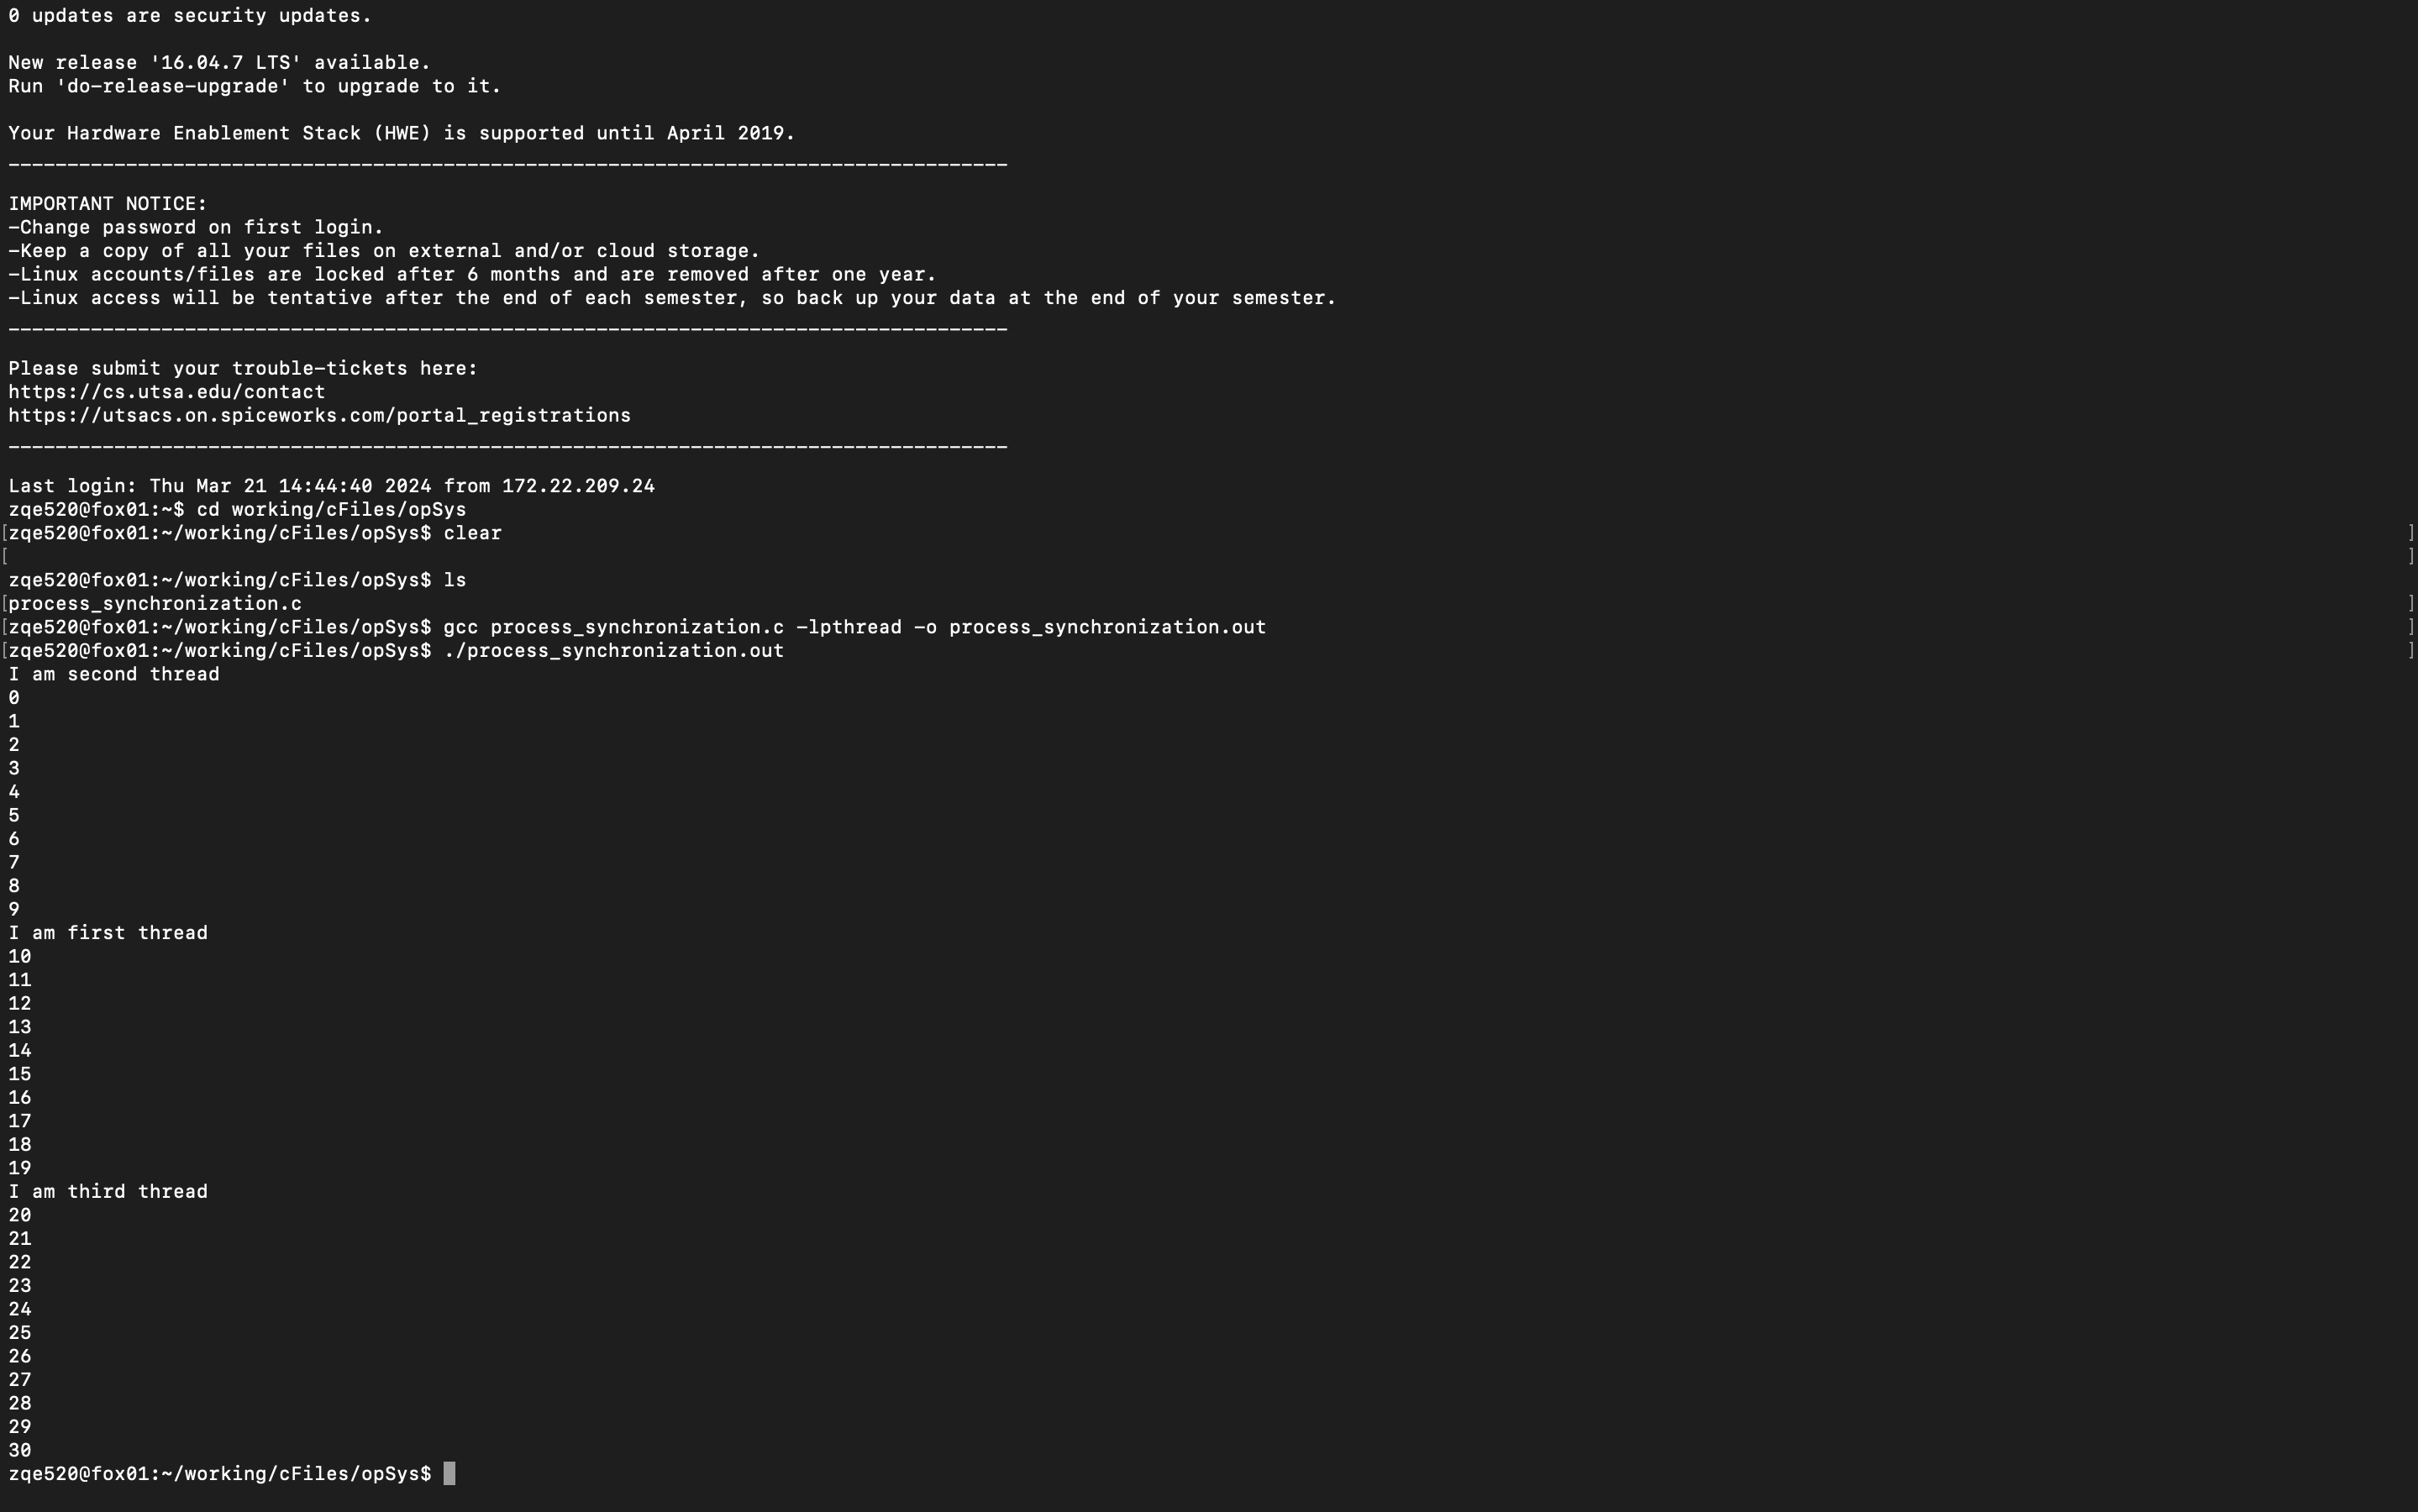 0 updates are security updates.
New release '16.04.7 LTS' available.
Run 'do-release-upgrade' to upgrade to it.
Your Hardware Enablement Stack (HWE) is supported until April 2019.
-------------------------------------------------------------------------------------
IMPORTANT NOTICE:
-Change password on first login.
-Keep a copy of all your files on external and/or cloud storage.
-Linux accounts/files are locked after 6 months and are removed after one year.
-Linux access will be tentative after the end of each semester, so back up your data at the end of your semester.
-------------------------------------------------------------------------------------
Please submit your trouble-tickets here:
https://cs.utsa.edu/contact
https://utsacs.on.spiceworks.com/portal_registrations
-------------------------------------------------------------------------------------
Last login: Thu Mar 21 14:44:40 2024 from 172.22.209.24
zqe520@fox01:~$ cd working/cFiles/opSys
[zqe520@fox01:~/working/cFiles/opSys$ clear ]
[ ]
zqe520@fox01:~/working/cFiles/opSys$ ls
[process_synchronization.c ]
[zqe520@fox01:~/working/cFiles/opSys$ gcc process_synchronization.c -lpthread -o process_synchronization.out ]
[zqe520@fox01:~/working/cFiles/opSys$ ./process_synchronization.out ]
I am second thread
0
1
2
3
4
5
6
7
8
9
I am first thread
10
11
12
13
14
15
16
17
18
19
I am third thread
20
21
22
23
24
25
26
27
28
29
30
zqe520@fox01:~/working/cFiles/opSys$